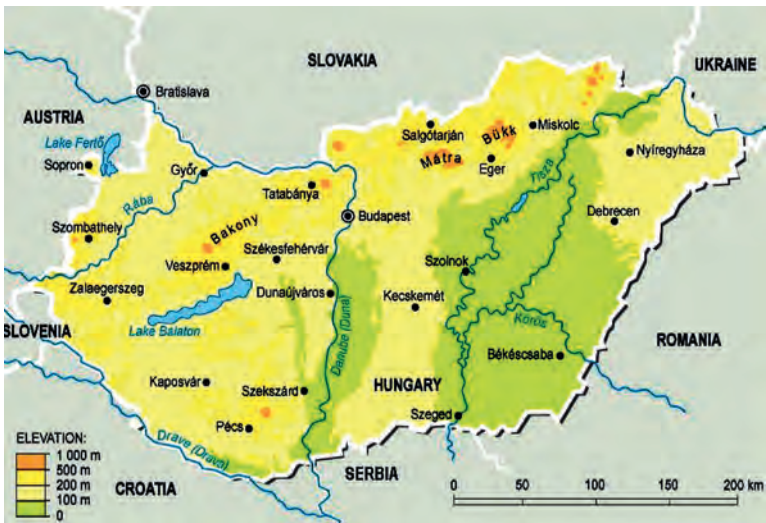 SLOVAKIA
UKRAINE
Bratislava
AUSTRIA
Lake Fertő
Salgótarján
Bükk
Miskolc
Sopron
Győr
Mátra
Eger
Tisza
Nyíregyháza
Rába
Tatabánya
Budapest
Debrecen
Szombathely
Bakony
Székesfehérvár
Veszprém
Szolnok
Zalaegerszeg
Dunaújváros
Kecskemét
SLOVENIA
Lake Balaton
Danube (Duna)
Körös
ROMANIA
Békéscsaba
Kaposvár
Szekszárd
HUNGARY
Pécs
Szeged
Drave (Drava)
ELEVATION:
1 000 m
500 m
200 m
100 m
0
CROATIA
SERBIA
0 50 100 150 200 km